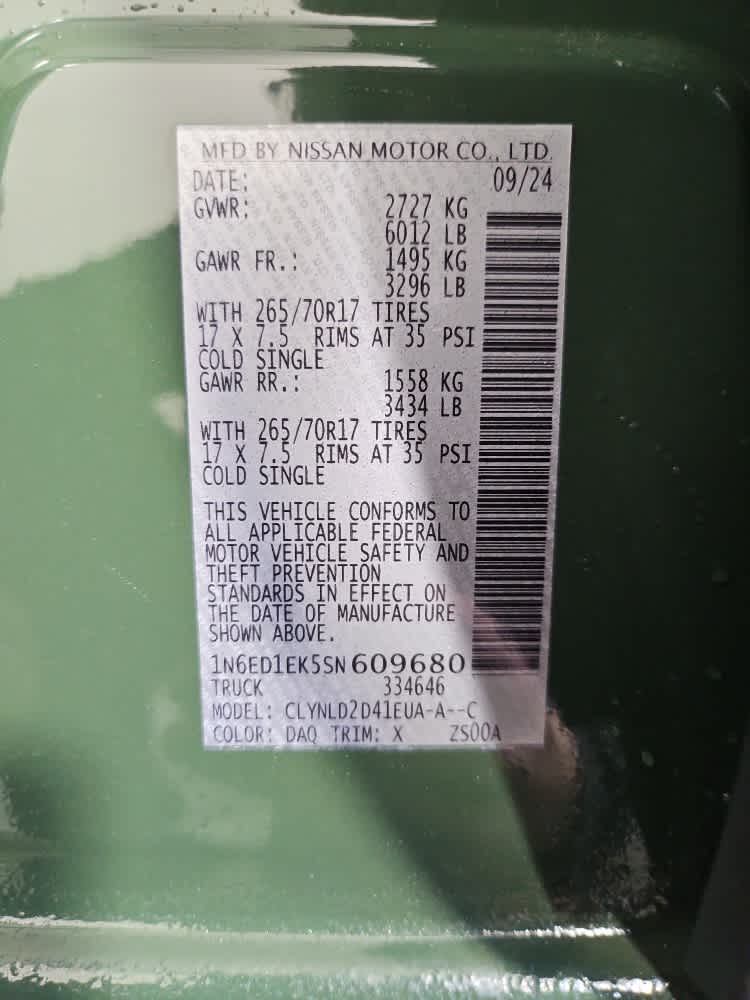 MFD BY NISSAN MOTOR CO., LTD.
DATE: 09/24
GVWR: 2727 KG
6012 LB
GAWR FR.: 1495 KG
3296 LB
WITH 265/70R17 TIRES
17 X 7.5 RIMS AT 35 PSI
COLD SINGLE
GAWR RR.: 1558 KG
3434 LB
WITH 265/70R17 TIRES
17 X 7.5 RIMS AT 35 PSI
COLD SINGLE
THIS VEHICLE CONFORMS TO
ALL APPLICABLE FEDERAL
MOTOR VEHICLE SAFETY AND
THEFT PREVENTION
STANDARDS IN EFFECT ON
THE DATE OF MANUFACTURE
SHOWN ABOVE.
1N6ED1EK5SN609680
TRUCK 334646
MODEL: CLYNLD2D41EUA-A--C
COLOR: DAQ TRIM: X ZS00A